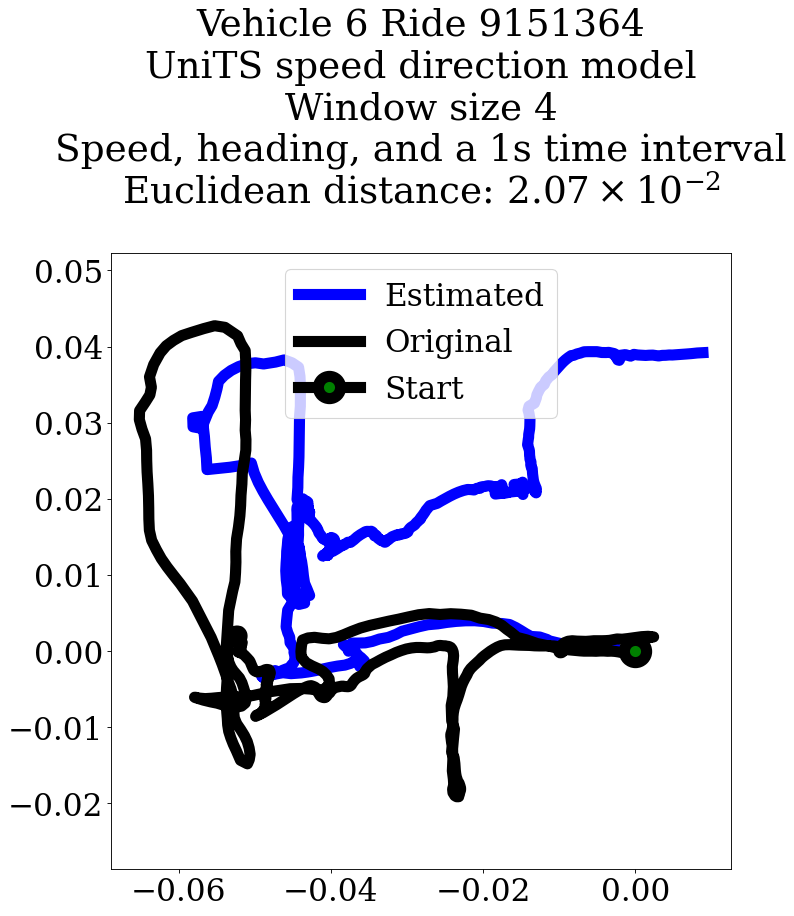 Vehicle 6 Ride 9151364
UniTS speed direction model
Window size 4
Speed, heading, and a 1s time interval
Euclidean distance: 2.07 × 10⁻²
Estimated
Original
Start
0.05
0.04
0.03
0.02
0.01
0.00
−0.01
−0.02
−0.06
−0.04
−0.02
0.00